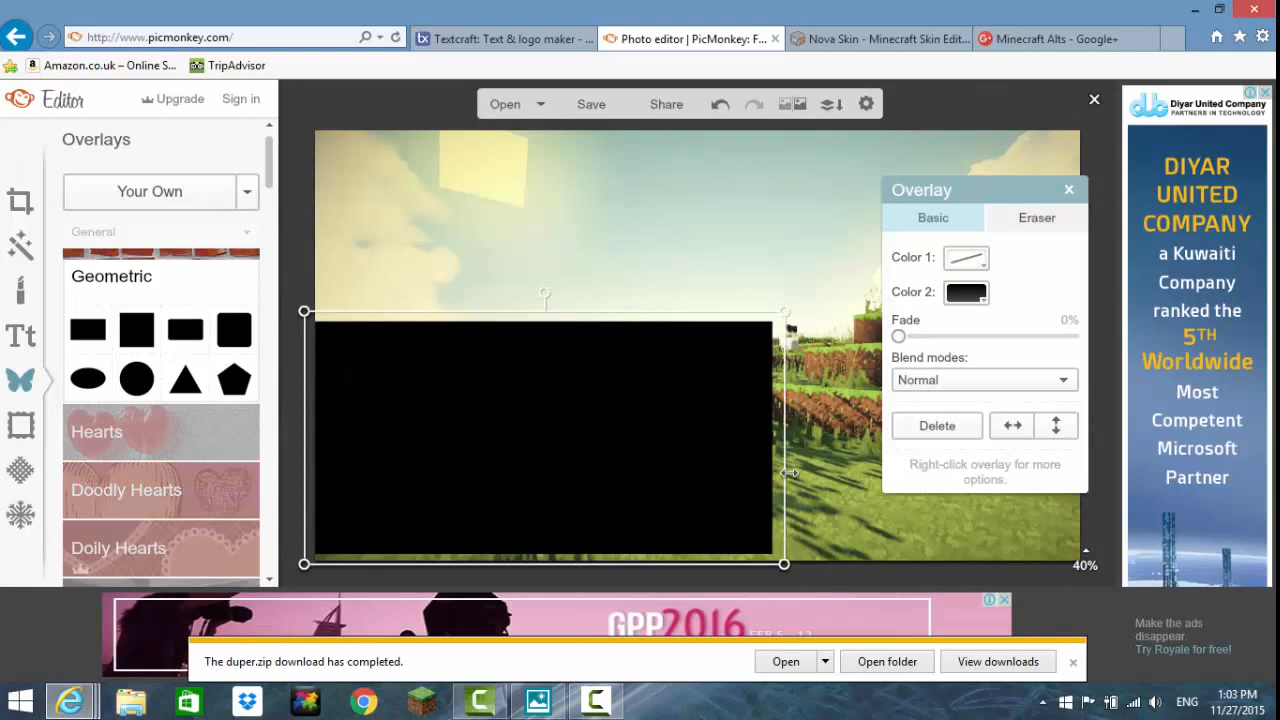 http://www.picmonkey.com/
Textcraft: Text & logo maker - ...
Photo editor | PicMonkey: F...
Nova Skin - Minecraft Skin Edit...
Minecraft Alts - Google+
Amazon.co.uk – Online S...
TripAdvisor
Editor
Upgrade
Sign in
Open
Save
Share
Overlays
Your Own
General
Geometric
Hearts
Doodly Hearts
Doily Hearts
Overlay
Basic
Eraser
Color 1:
Color 2:
Fade
0%
Blend modes:
Normal
Delete
Right-click overlay for more
options.
40%
Diyar United Company
PARTNERS IN TECHNOLOGY
DIYAR
UNITED
COMPANY
a Kuwaiti
Company
ranked the
5TH
Worldwide
Most
Competent
Microsoft
Partner
Make the ads
disappear.
Try Royale for free!
GPP2016
The duper.zip download has completed.
Open
Open folder
View downloads
ENG
1:03 PM
11/27/2015